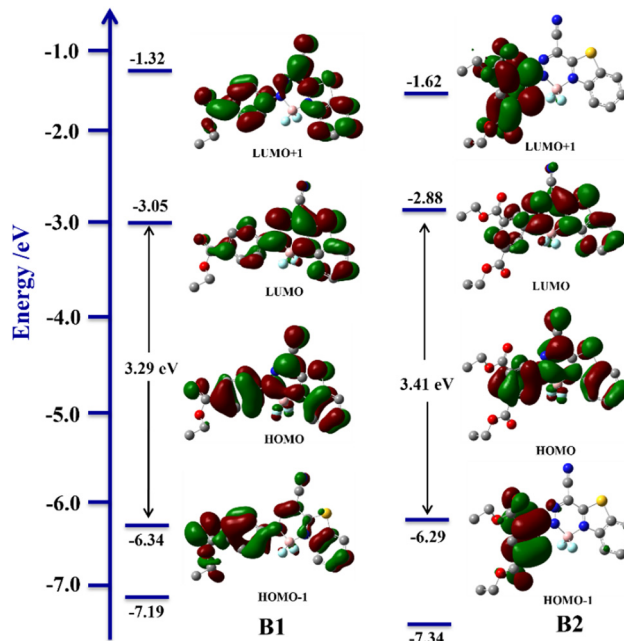 Energy /eV
-1.0
-2.0
-3.0
-4.0
-5.0
-6.0
-7.0
-1.32
LUMO+1
-3.05
LUMO
3.29 eV
HOMO
-6.34
HOMO-1
-7.19
B1
-1.62
LUMO+1
-2.88
LUMO
3.41 eV
HOMO
-6.29
HOMO-1
-7.34
B2